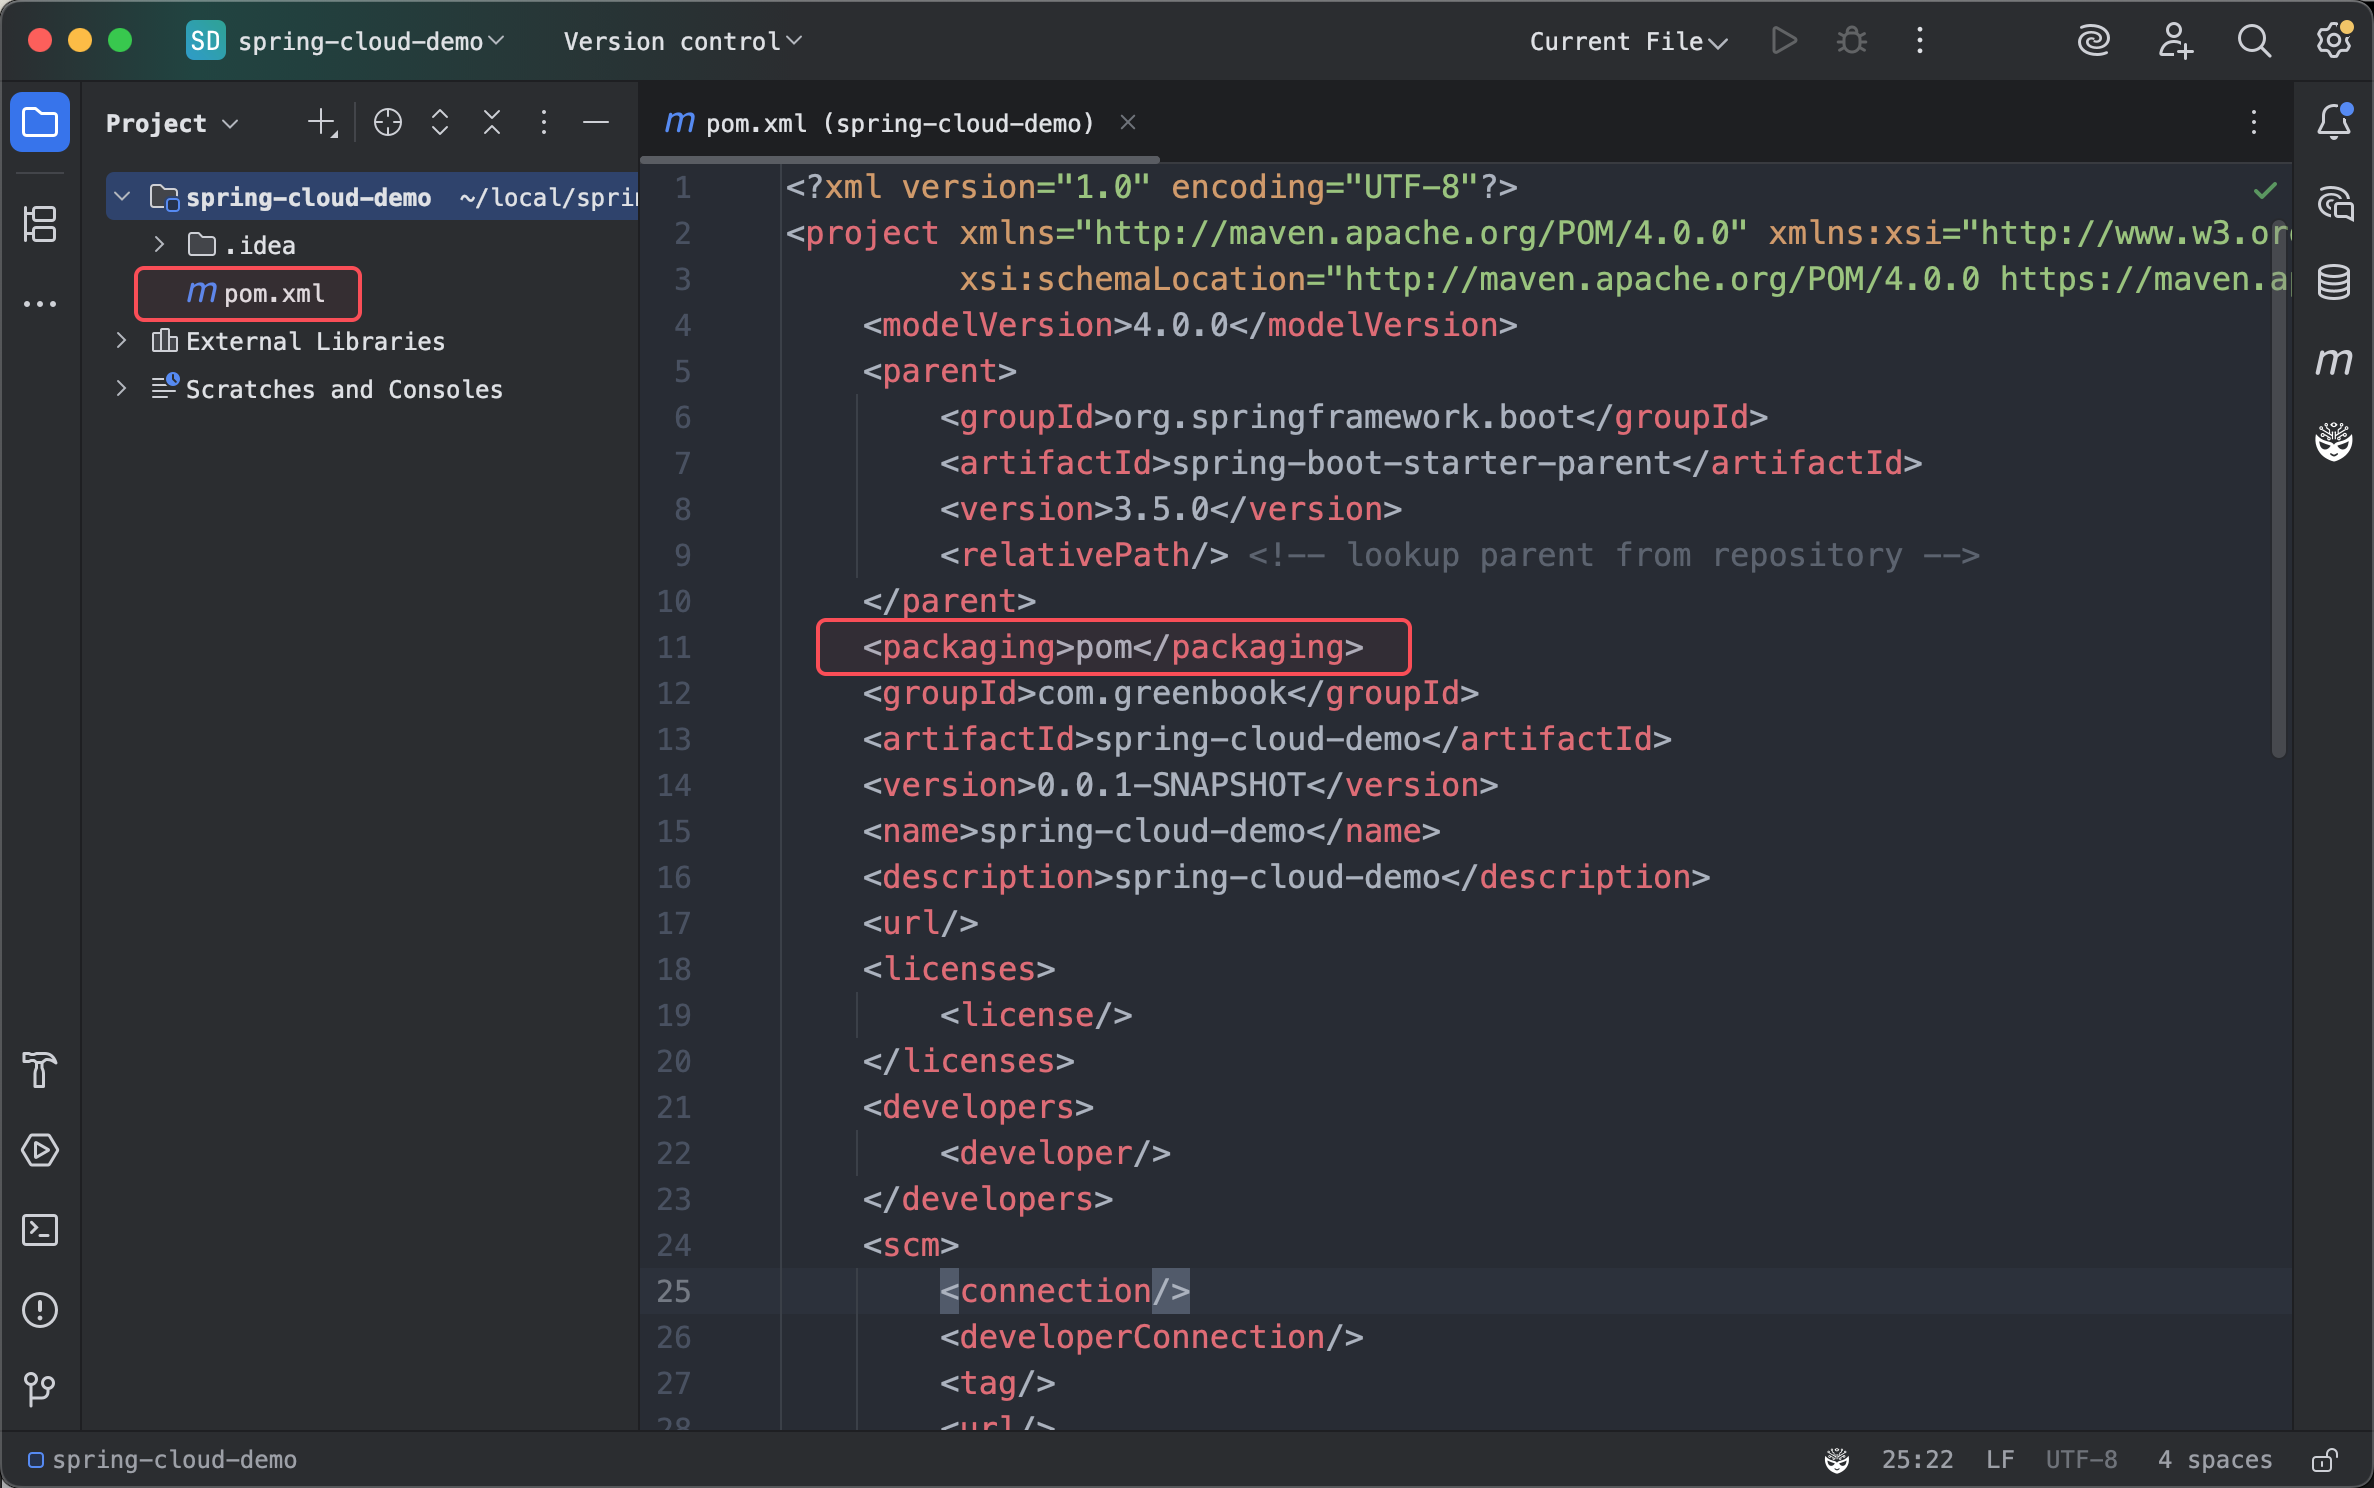 SD spring-cloud-demo Version control Current File
Project
spring-cloud-demo ~/local/sprin
.idea
m pom.xml
External Libraries
Scratches and Consoles
m pom.xml (spring-cloud-demo)
1 <?xml version="1.0" encoding="UTF-8"?>
2 <project xmlns="http://maven.apache.org/POM/4.0.0" xmlns:xsi="http://www.w3.or
3 xsi:schemaLocation="http://maven.apache.org/POM/4.0.0 https://maven.a
4 <modelVersion>4.0.0</modelVersion>
5 <parent>
6 <groupId>org.springframework.boot</groupId>
7 <artifactId>spring-boot-starter-parent</artifactId>
8 <version>3.5.0</version>
9 <relativePath/> <!-- lookup parent from repository -->
10 </parent>
11 <packaging>pom</packaging>
12 <groupId>com.greenbook</groupId>
13 <artifactId>spring-cloud-demo</artifactId>
14 <version>0.0.1-SNAPSHOT</version>
15 <name>spring-cloud-demo</name>
16 <description>spring-cloud-demo</description>
17 <url/>
18 <licenses>
19 <license/>
20 </licenses>
21 <developers>
22 <developer/>
23 </developers>
24 <scm>
25 <connection/>
26 <developerConnection/>
27 <tag/>
28 <url/>
m
spring-cloud-demo
25:22 LF UTF-8 4 spaces